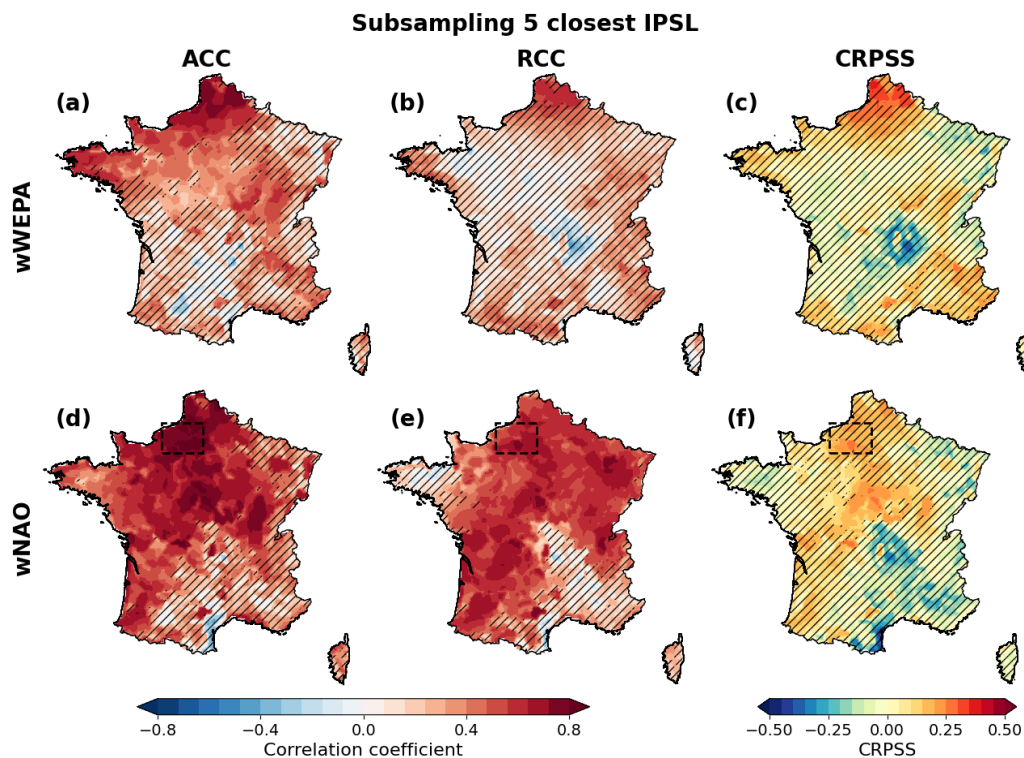 Subsampling 5 closest IPSL
ACC RCC CRPSS
(a) (b) (c)
wWEPA
(d) (e) (f)
wNAO
−0.8 −0.4 0.0 0.4 0.8 −0.50 −0.25 0.00 0.25 0.50
Correlation coefficient CRPSS